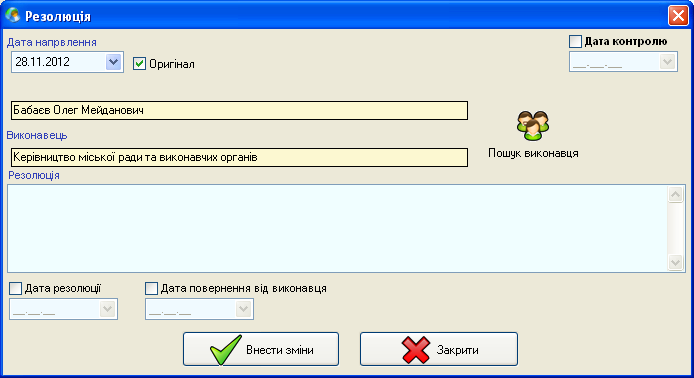 Резолюція
Дата напрвлення
Дата контролю
28.11.2012
Оригінал
__.__.__
Бабаєв Олег Мейданович
Виконавець
Пошук виконавця
Керівництво міської ради та виконавчих органів
Резолюція
Дата резолюції
Дата повернення від виконавця
__.__.__
__.__.__
Внести зміни
Закрити